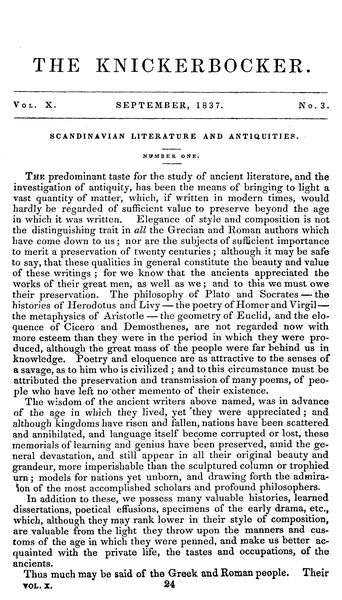 THE KNICKERBOCKER.
VOL. X. SEPTEMBER, 1837. No. 3.
SCANDINAVIAN LITERATURE AND ANTIQUITIES.
NUMBER ONE.
THE predominant taste for the study of ancient literature, and the
investigation of antiquity, has been the means of bringing to light a
vast quantity of matter, which, if written in modern times, would
hardly be regarded of sufficient value to preserve beyond the age
in which it was written. Elegance of style and composition is not
the distinguishing trait in all the Grecian and Roman authors which
have come down to us; nor are the subjects of sufficient importance
to merit a preservation of twenty centuries; although it may be safe
to say, that these qualities in general constitute the beauty and value
of these writings; for we know that the ancients appreciated the
works of their great men, as well as we; and to this we must owe
their preservation. The philosophy of Plato and Socrates—the
histories of Herodotus and Livy—the poetry of Homer and Virgil—
the metaphysics of Aristotle—the geometry of Euclid, and the elo-
quence of Cicero and Demosthenes, are not regarded now with
more esteem than they were in the period in which they were pro-
duced, although the great mass of the people were far behind us in
knowledge. Poetry and eloquence are as attractive to the senses of
a savage, as to him who is civilized; and to this circumstance must be
attributed the preservation and transmission of many poems, of peo-
ple who have left no other memento of their existence.
The wisdom of the ancient writers above named, was in advance
of the age in which they lived, yet they were appreciated; and
although kingdoms have risen and fallen, nations have been scattered
and annihilated, and language itself become corrupted or lost, these
memorials of learning and genius have been preserved, amid the ge-
neral devastation, and still appear in all their original beauty and
grandeur, more imperishable than the sculptured column or trophied
urn; models for nations yet unborn, and drawing forth the admira-
tion of the most accomplished scholars and profound philosophers.
In addition to these, we possess many valuable histories, learned
dissertations, poetical effusions, specimens of the early drama, etc.,
which, although they may rank lower in their style of composition,
are valuable from the light they throw upon the manners and cus-
toms of the age in which they were penned, and make us better ac-
quainted with the private life, the tastes and occupations, of the
ancients.
Thus much may be said of the Greek and Roman people. Their
VOL. X. 24